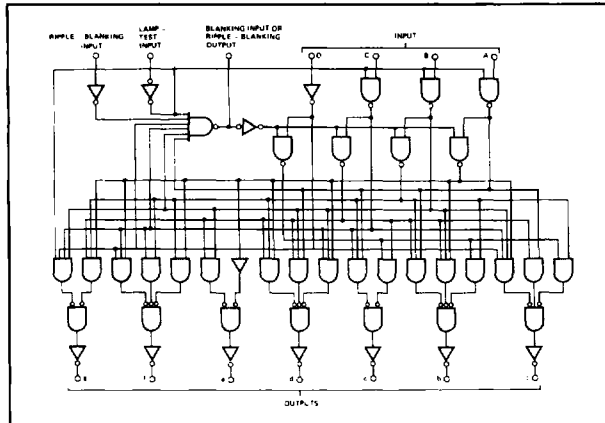 RIPPLE - BLANKING
INPUT
LAMP -
TEST
INPUT
BLANKING INPUT OR
RIPPLE - BLANKING
OUTPUT
INPUT
D C B A
f e d c b
OUTPUTS